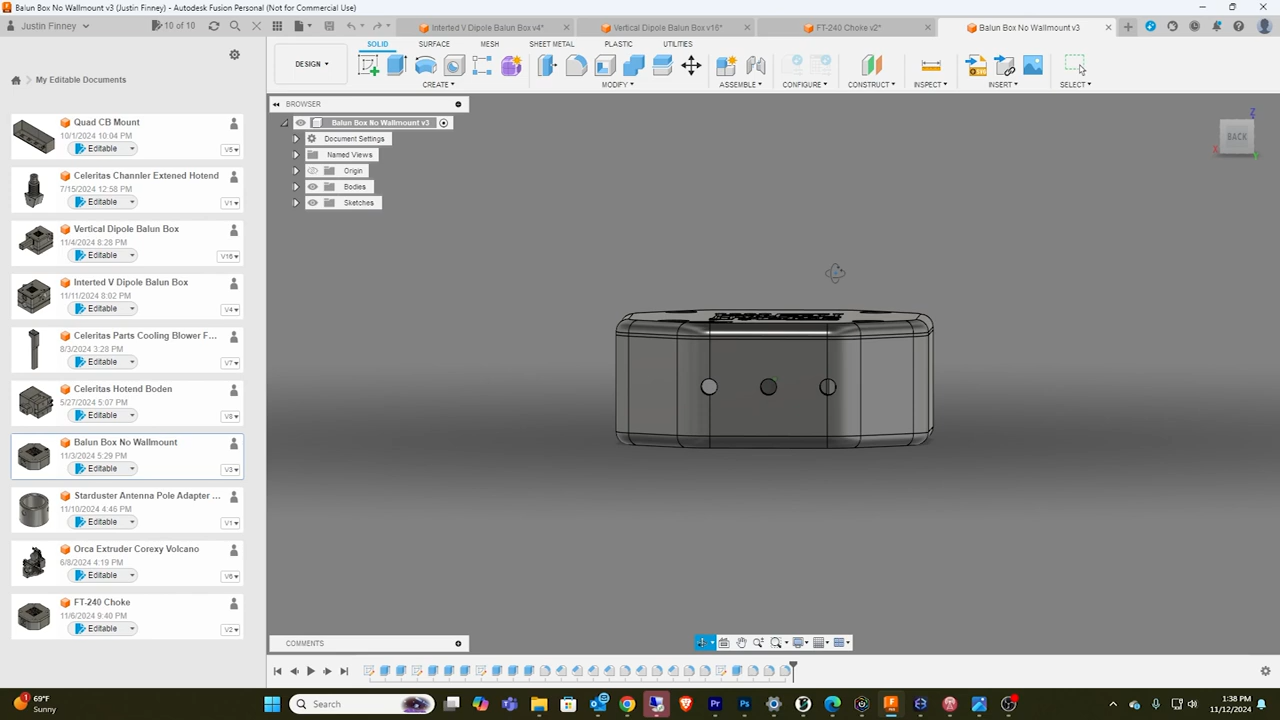 Balun Box No Wallmount v3 - Autodesk Fusion Personal (Not for Commercial Use)
Justin Finney
10 of 10
Interted V Dipole Balun Box v4*
Vertical Dipole Balun Box v16*
FT-240 Choke v2*
Balun Box No Wallmount v3
SOLID
SURFACE
MESH
SHEET METAL
PLASTIC
UTILITIES
DESIGN
CREATE
MODIFY
ASSEMBLE
CONFIGURE
CONSTRUCT
INSPECT
INSERT
SELECT
My Editable Documents
BROWSER
Balun Box No Wallmount v3
Document Settings
Named Views
Origin
Bodies
Sketches
Quad CB Mount
10/1/2024 10:04 PM
Editable
V5
Celeritas Channler Extened Hotend
7/15/2024 12:58 PM
Editable
V1
Vertical Dipole Balun Box
11/4/2024 8:28 PM
Editable
V16
Interted V Dipole Balun Box
11/11/2024 8:02 PM
Editable
V4
Celeritas Parts Cooling Blower F...
8/3/2024 3:28 PM
Editable
V7
Celeritas Hotend Boden
5/27/2024 5:07 PM
Editable
V8
Balun Box No Wallmount
11/3/2024 5:29 PM
Editable
V3
Starduster Antenna Pole Adapter ...
11/10/2024 4:46 PM
Editable
V1
Orca Extruder Corexy Volcano
6/8/2024 4:19 PM
Editable
V6
FT-240 Choke
11/6/2024 9:40 PM
Editable
V2
Z
BACK
X
COMMENTS
69°F
Sunny
Search
1:38 PM
11/12/2024